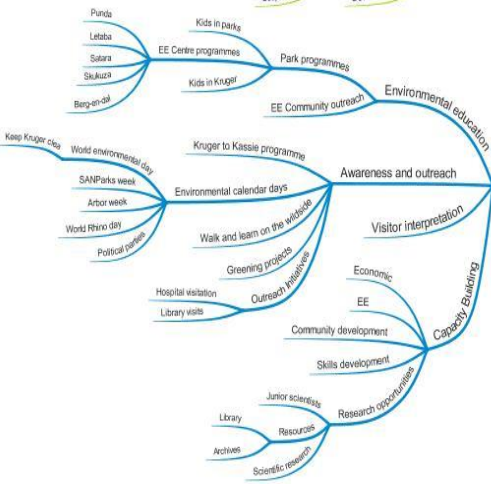 Punda
Letaba
Satara
Skukuza
Berg-en-dal
EE Centre programmes
Kids in parks
Kids in Kruger
Park programmes
EE Community outreach
Environmental education
Keep Kruger clea
World environmental day
SANParks week
Arbor week
World Rhino day
Political parties
Environmental calendar days
Kruger to Kassie programme
Walk and learn on the wildside
Greening projects
Hospital visitation
Library visits
Outreach Initiatives
Awareness and outreach
Visitor interpretation
Economic
EE
Community development
Skills development
Capacity Building
Junior scientists
Library
Archives
Resources
Scientific research
Research opportunities